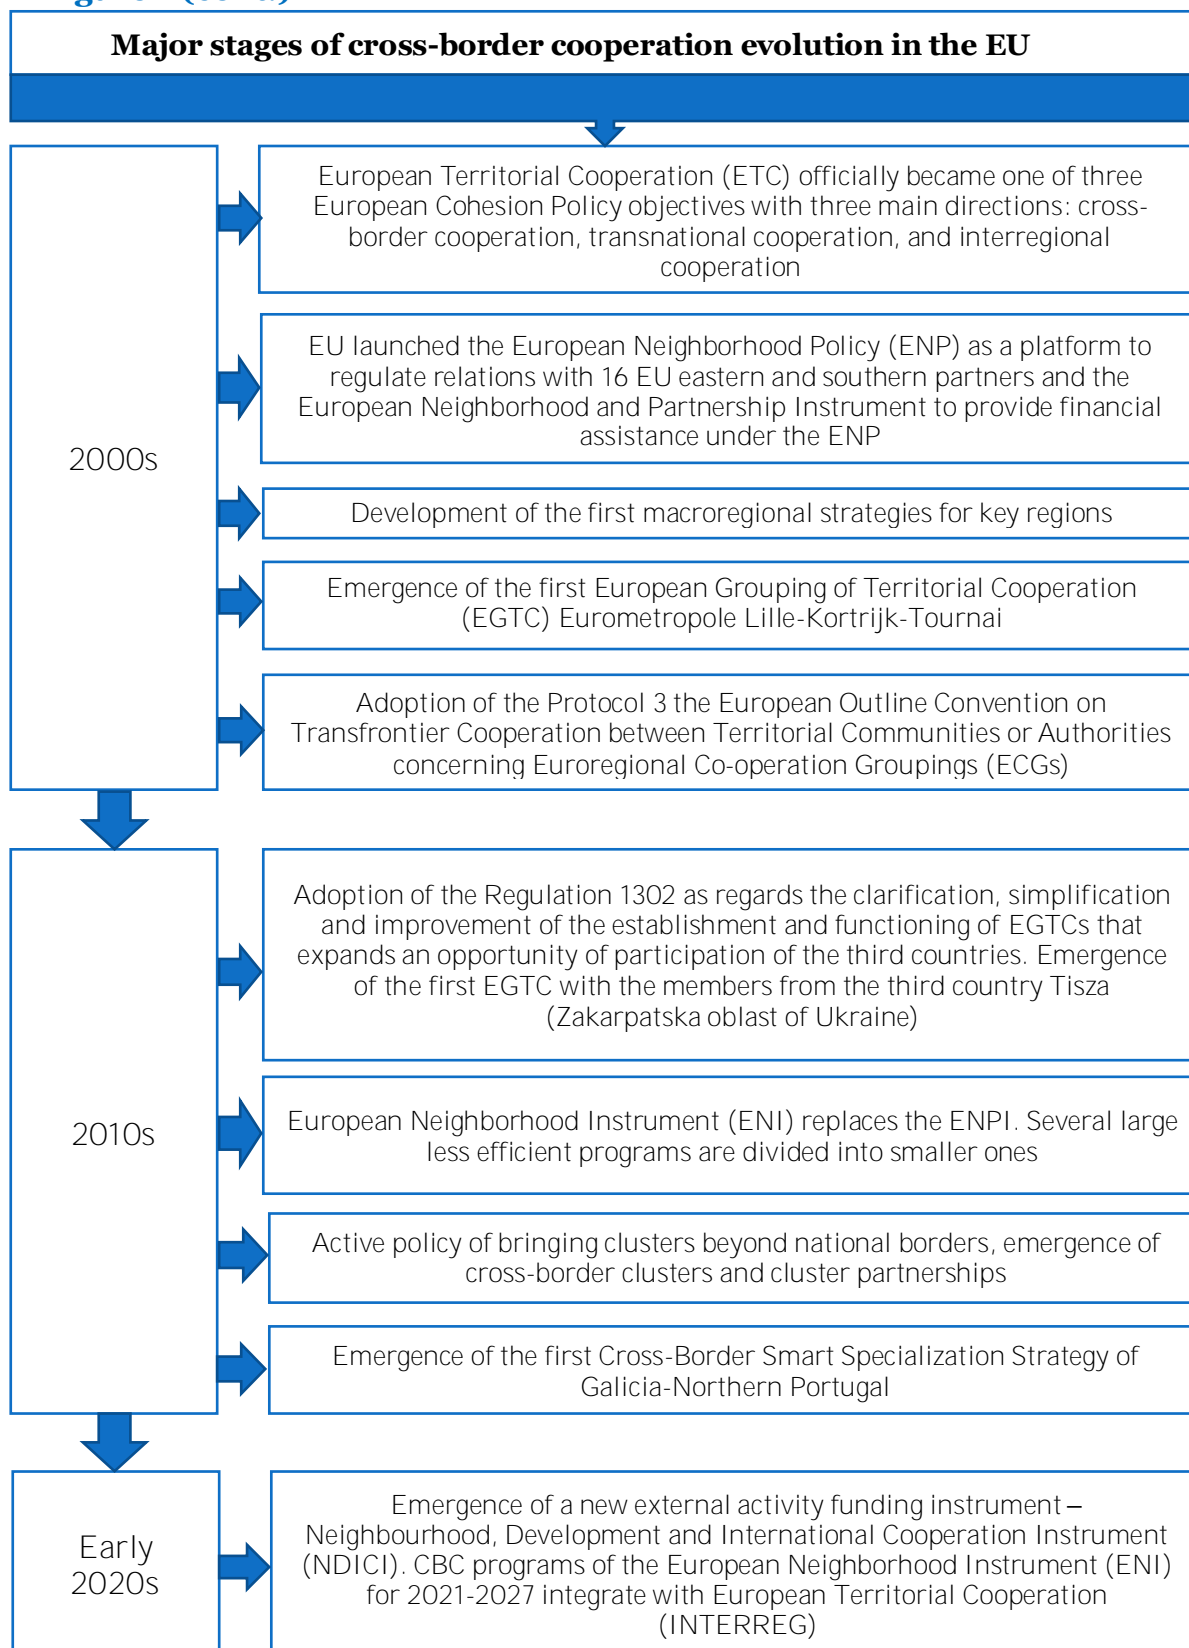 Major stages of cross-border cooperation evolution in the EU
2000s
European Territorial Cooperation (ETC) officially became one of three
European Cohesion Policy objectives with three main directions: cross-
border cooperation, transnational cooperation, and interregional
cooperation
EU launched the European Neighborhood Policy (ENP) as a platform to
regulate relations with 16 EU eastern and southern partners and the
European Neighborhood and Partnership Instrument to provide financial
assistance under the ENP
Development of the first macroregional strategies for key regions
Emergence of the first European Grouping of Territorial Cooperation
(EGTC) Eurometropole Lille-Kortrijk-Tournai
Adoption of the Protocol 3 the European Outline Convention on
Transfrontier Cooperation between Territorial Communities or Authorities
concerning Euroregional Co-operation Groupings (ECGs)
2010s
Adoption of the Regulation 1302 as regards the clarification, simplification
and improvement of the establishment and functioning of EGTCs that
expands an opportunity of participation of the third countries. Emergence
of the first EGTC with the members from the third country Tisza
(Zakarpatska oblast of Ukraine)
European Neighborhood Instrument (ENI) replaces the ENPI. Several large
less efficient programs are divided into smaller ones
Active policy of bringing clusters beyond national borders, emergence of
cross-border clusters and cluster partnerships
Emergence of the first Cross-Border Smart Specialization Strategy of
Galicia-Northern Portugal
Early
2020s
Emergence of a new external activity funding instrument –
Neighbourhood, Development and International Cooperation Instrument
(NDICI). CBC programs of the European Neighborhood Instrument (ENI)
for 2021-2027 integrate with European Territorial Cooperation
(INTERREG)